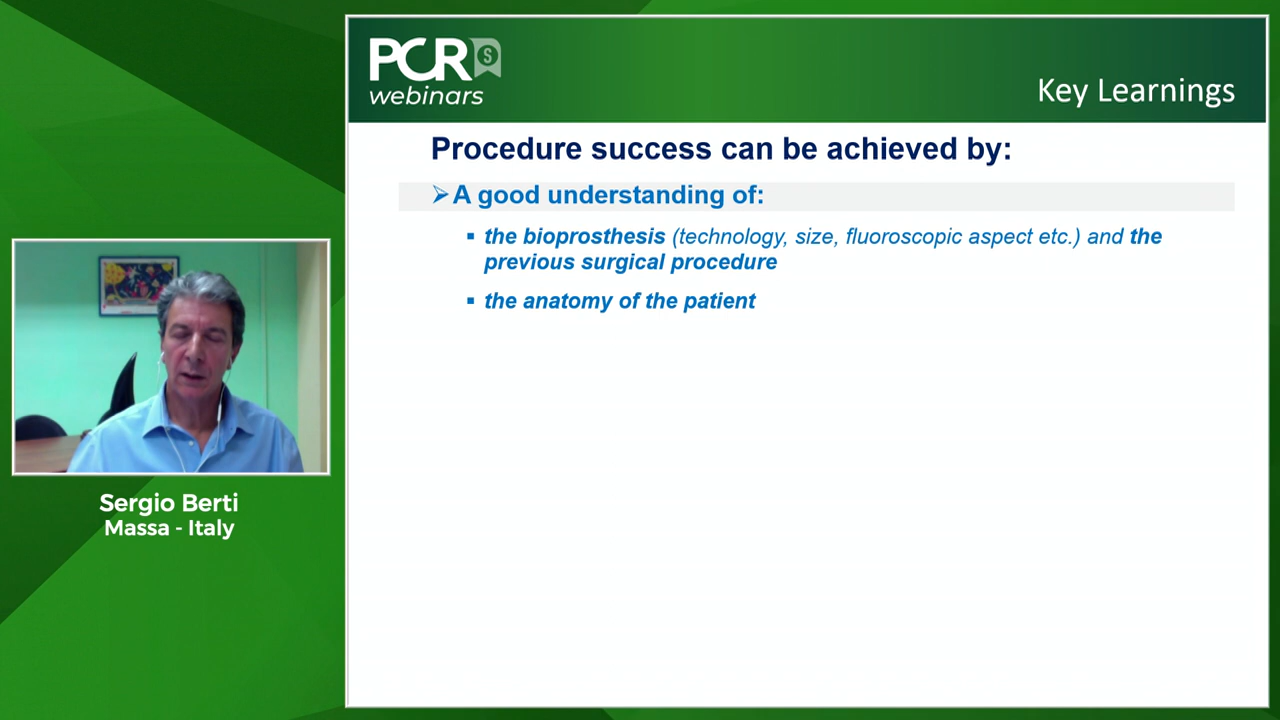 PCR
S
webinars
Key Learnings
Procedure success can be achieved by:
➢ A good understanding of:
▪ the bioprosthesis (technology, size, fluoroscopic aspect etc.) and the
previous surgical procedure
▪ the anatomy of the patient
Sergio Berti
Massa - Italy